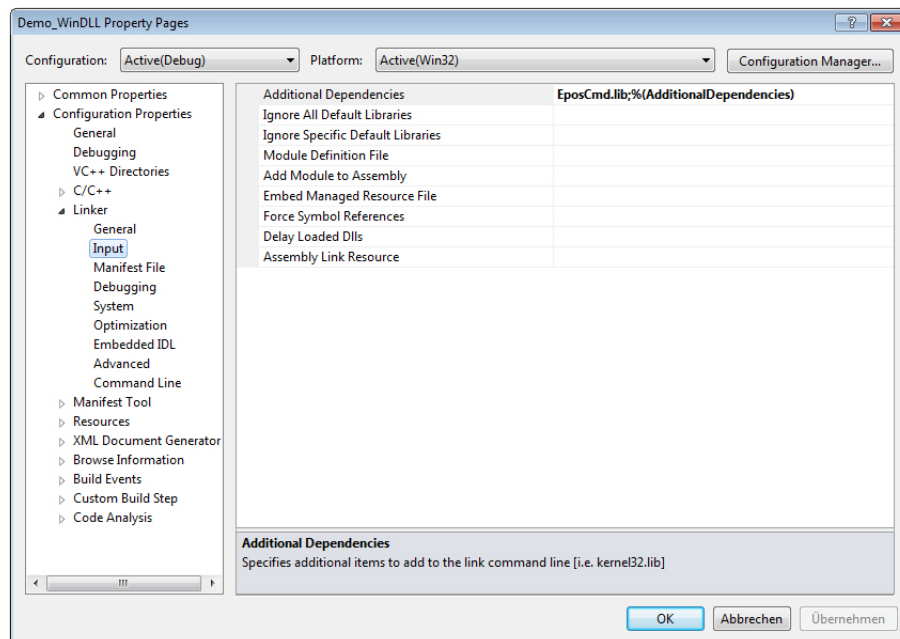 Demo_WinDLL Property Pages
Configuration: Active(Debug) Platform: Active(Win32) Configuration Manager...
Common Properties
Configuration Properties
General
Debugging
VC++ Directories
C/C++
Linker
General
Input
Manifest File
Debugging
System
Optimization
Embedded IDL
Advanced
Command Line
Manifest Tool
Resources
XML Document Generator
Browse Information
Build Events
Custom Build Step
Code Analysis
Additional Dependencies EposCmd.lib;%(AdditionalDependencies)
Ignore All Default Libraries
Ignore Specific Default Libraries
Module Definition File
Add Module to Assembly
Embed Managed Resource File
Force Symbol References
Delay Loaded Dlls
Assembly Link Resource
Additional Dependencies
Specifies additional items to add to the link command line [i.e. kernel32.lib]
OK Abbrechen Übernehmen